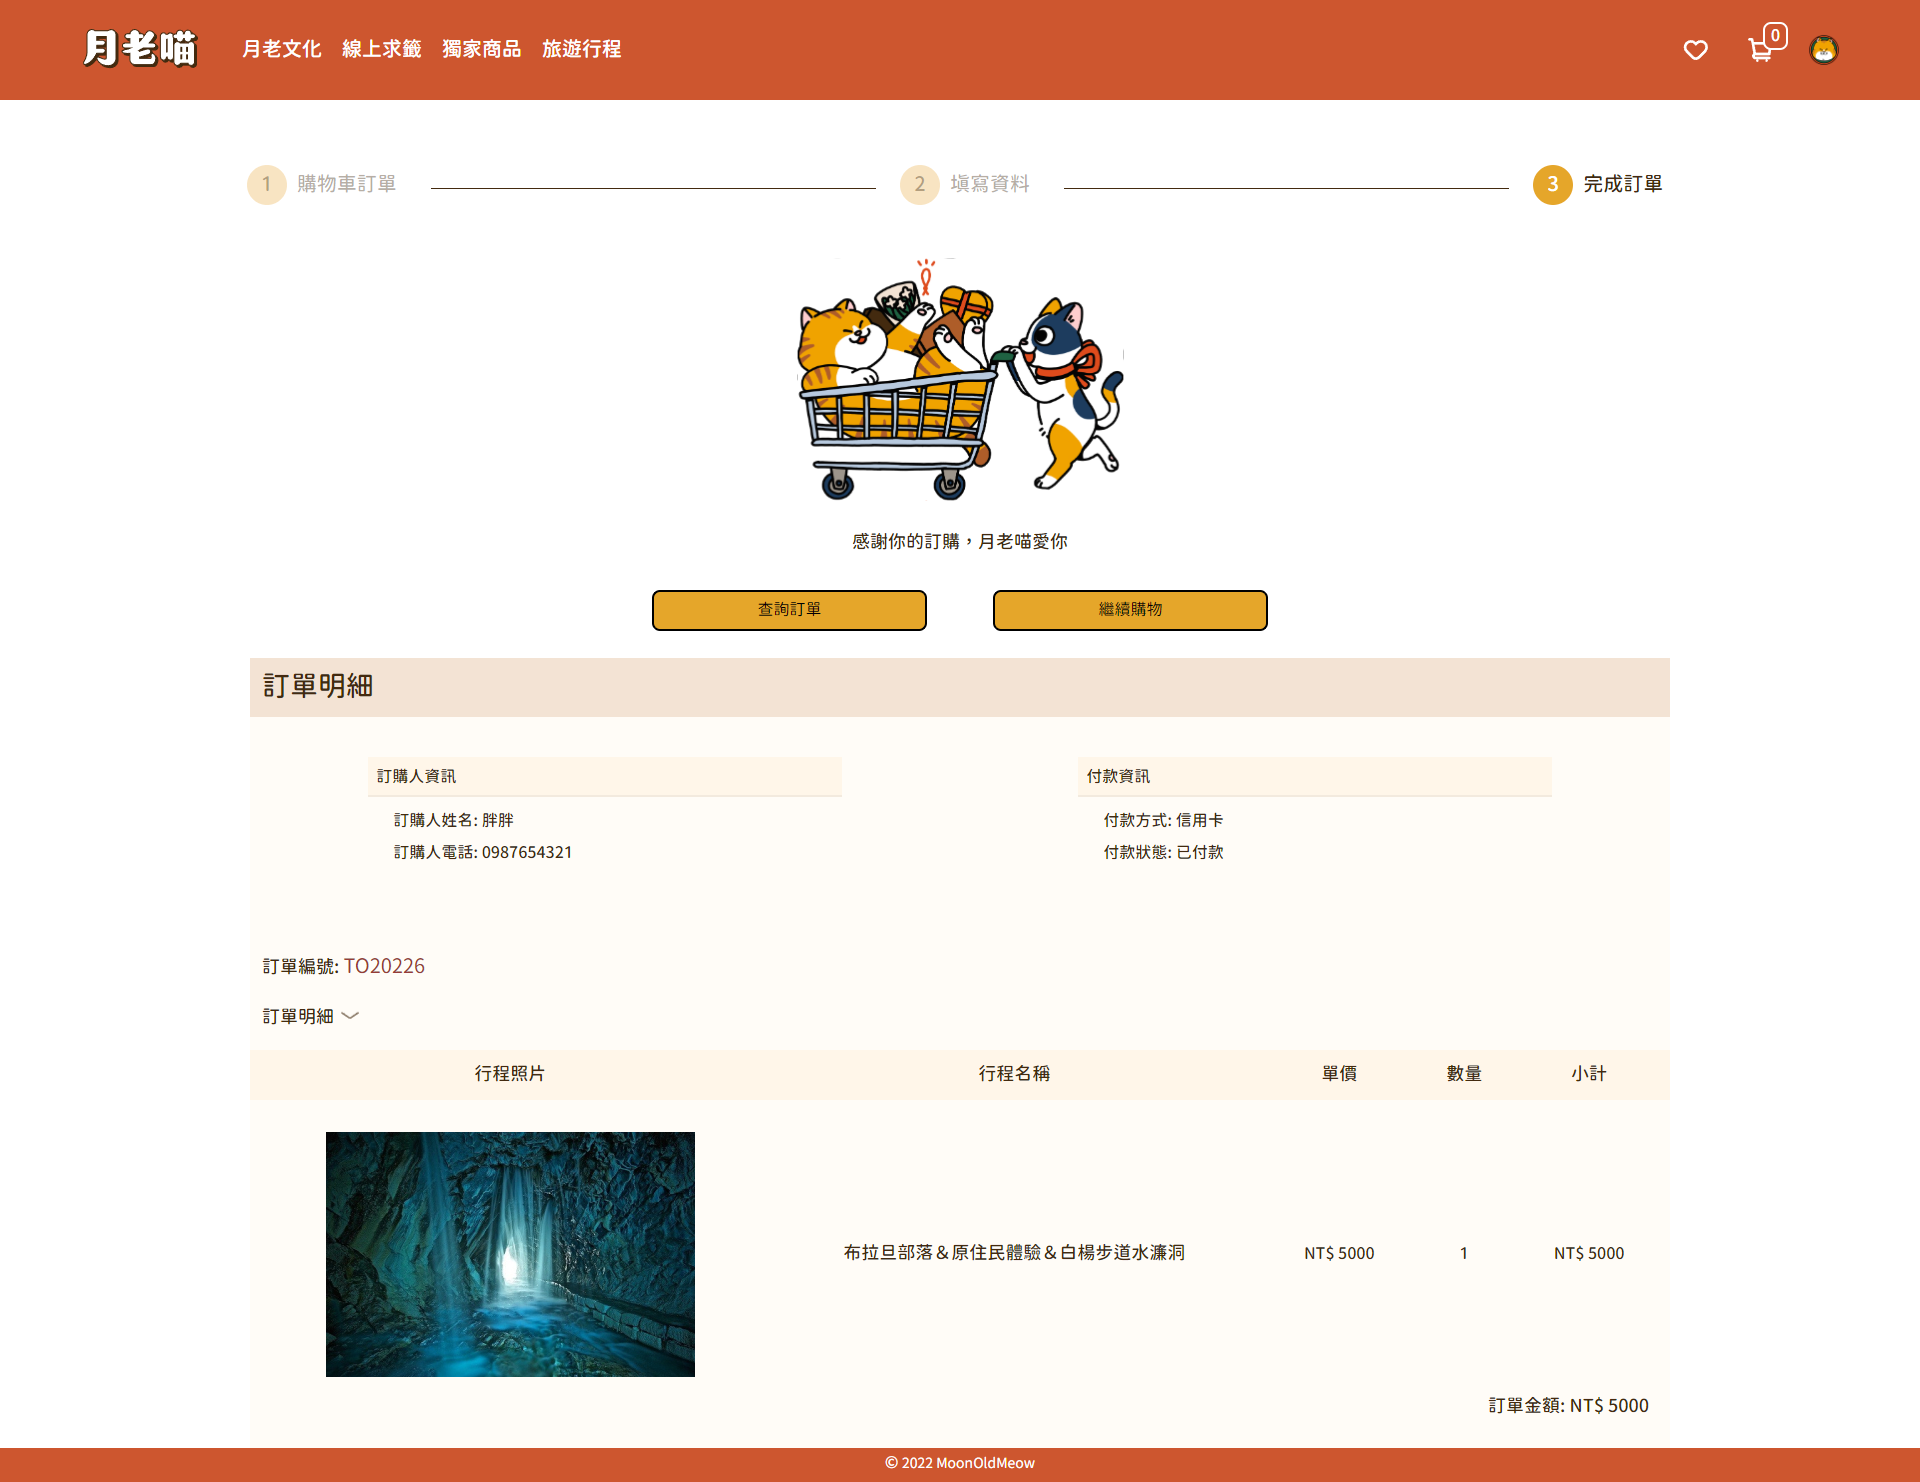 月老喵
月老文化 線上求籤 獨家商品 旅遊行程
0
1 購物車訂單
2 填寫資料
3 完成訂單
感謝你的訂購，月老喵愛你
查詢訂單
繼續購物
訂單明細
訂購人資訊
訂購人姓名: 胖胖
訂購人電話: 0987654321
付款資訊
付款方式: 信用卡
付款狀態: 已付款
訂單編號: TO20226
訂單明細
行程照片 行程名稱 單價 數量 小計
布拉旦部落＆原住民體驗＆白楊步道水濂洞 NT$ 5000 1 NT$ 5000
訂單金額: NT$ 5000
© 2022 MoonOldMeow